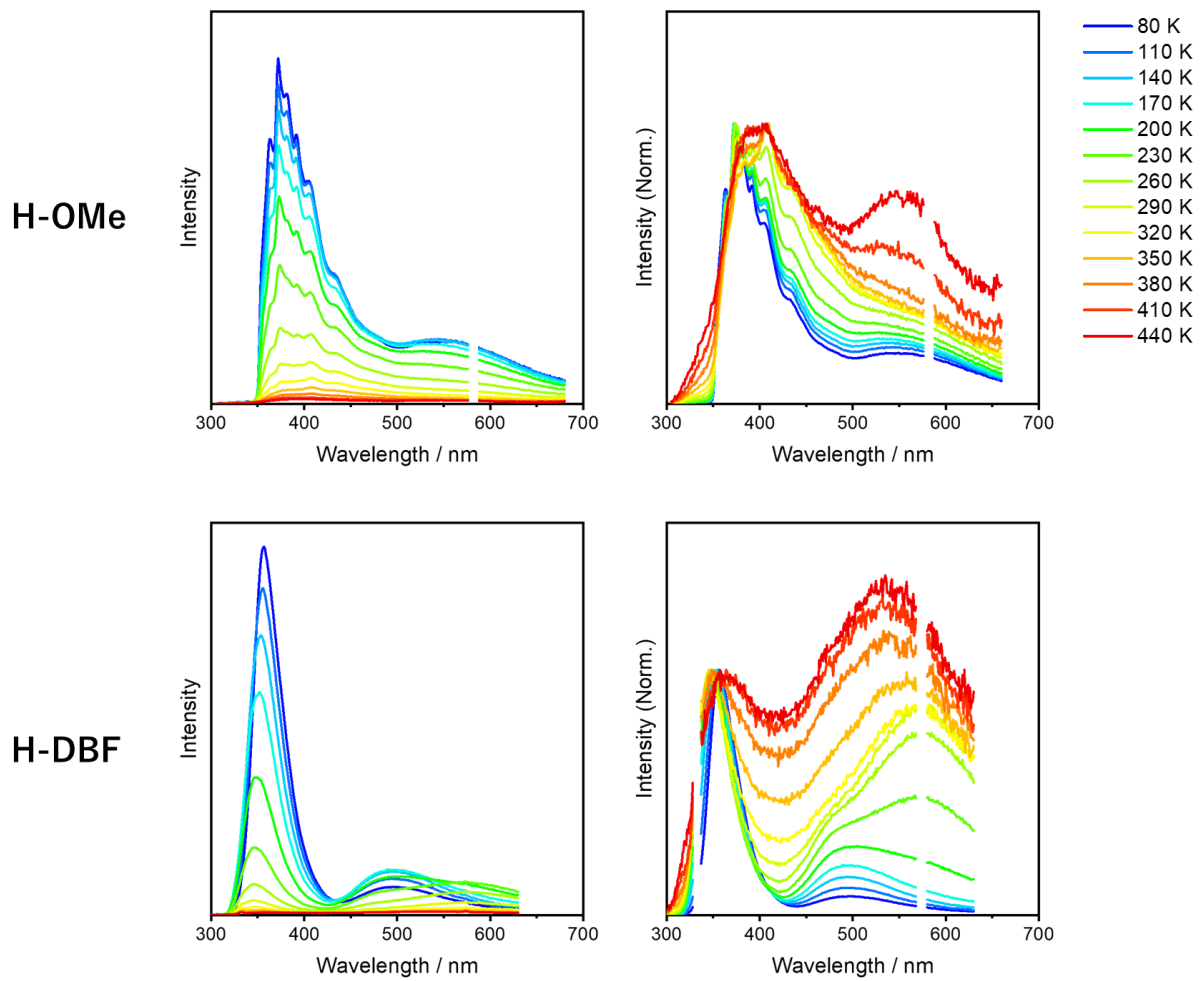 H-OMe
Intensity
300 400 500 600 700
Wavelength / nm
Intensity (Norm.)
300 400 500 600 700
Wavelength / nm
80 K
110 K
140 K
170 K
200 K
230 K
260 K
290 K
320 K
350 K
380 K
410 K
440 K
H-DBF
Intensity
300 400 500 600 700
Wavelength / nm
Intensity (Norm.)
300 400 500 600 700
Wavelength / nm